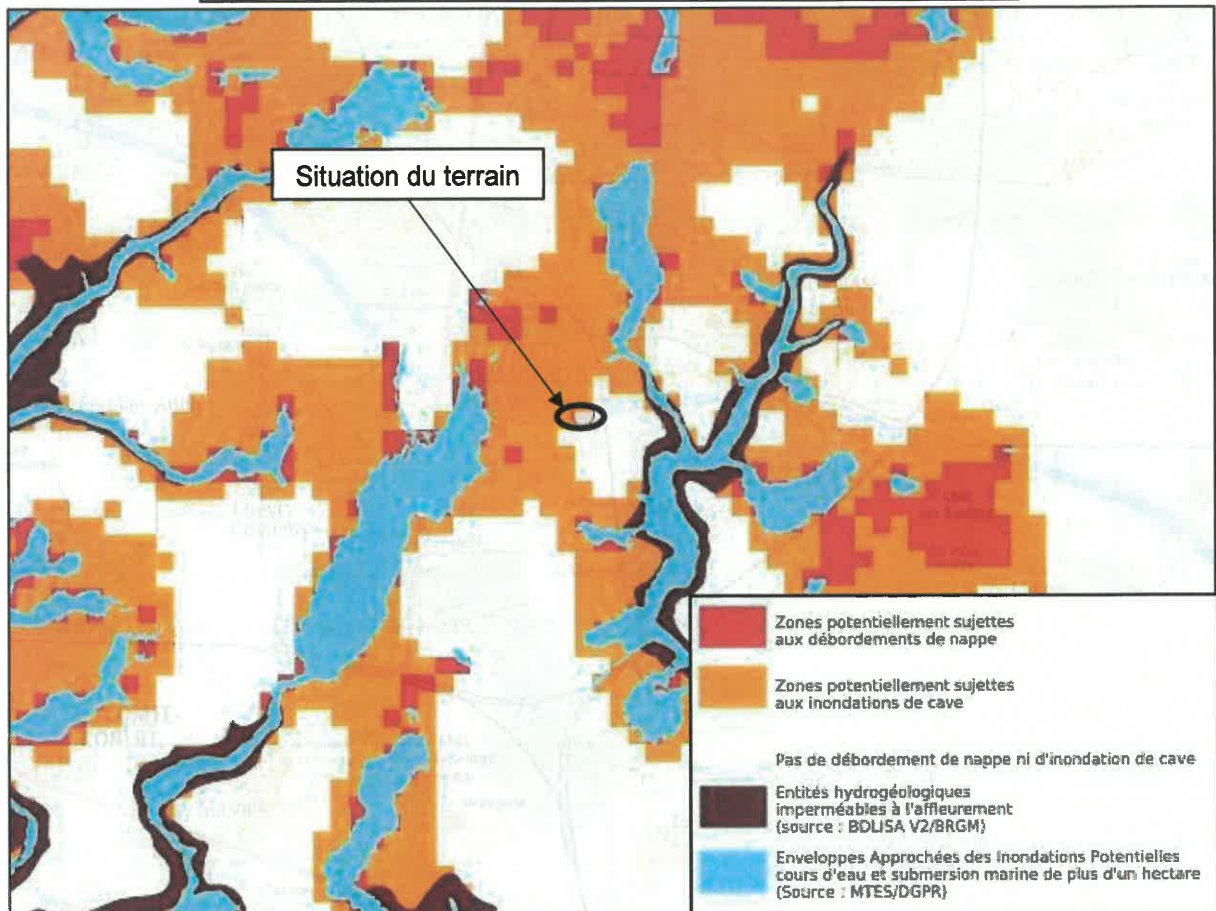 Situation du terrain
Zones potentiellement sujettes
aux débordements de nappe
Zones potentiellement sujettes
aux inondations de cave
Pas de débordement de nappe ni d'inondation de cave
Entités hydrogéologiques
imperméables à l'affleurement
(source : BDLISA V2/BRGM)
Enveloppes Approchées des Inondations Potentielles
cours d'eau et submersion marine de plus d'un hectare
(Source : MTES/DGPR)